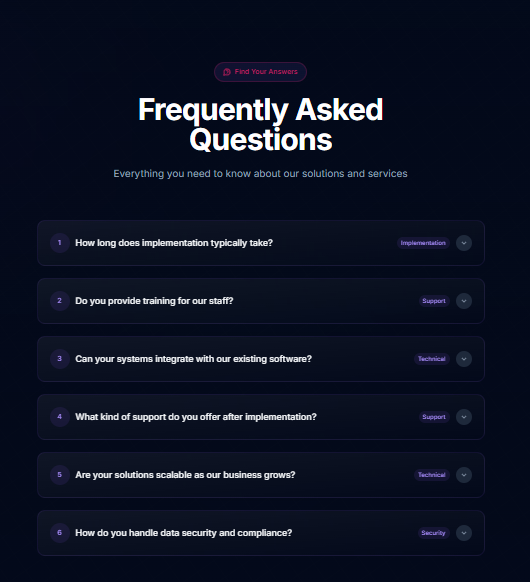 Find Your Answers
Frequently Asked
Questions
Everything you need to know about our solutions and services
1 How long does implementation typically take? Implementation
2 Do you provide training for our staff? Support
3 Can your systems integrate with our existing software? Technical
4 What kind of support do you offer after implementation? Support
5 Are your solutions scalable as our business grows? Technical
6 How do you handle data security and compliance? Security